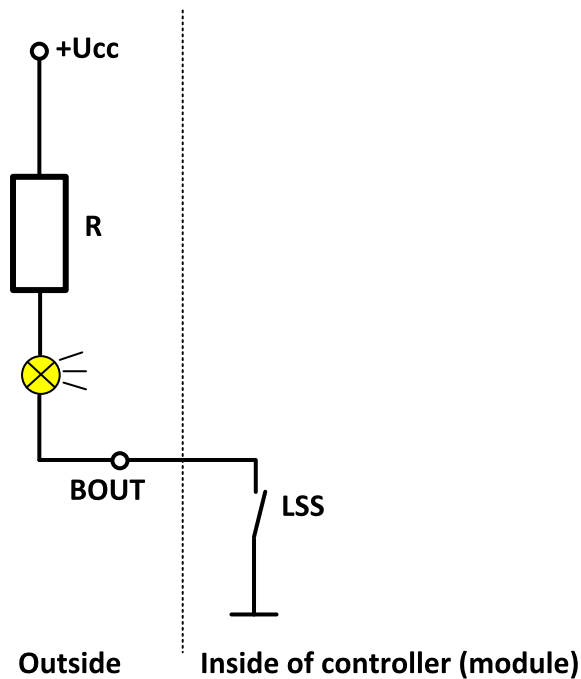 +Ucc
R
BOUT
LSS
Outside
Inside of controller (module)